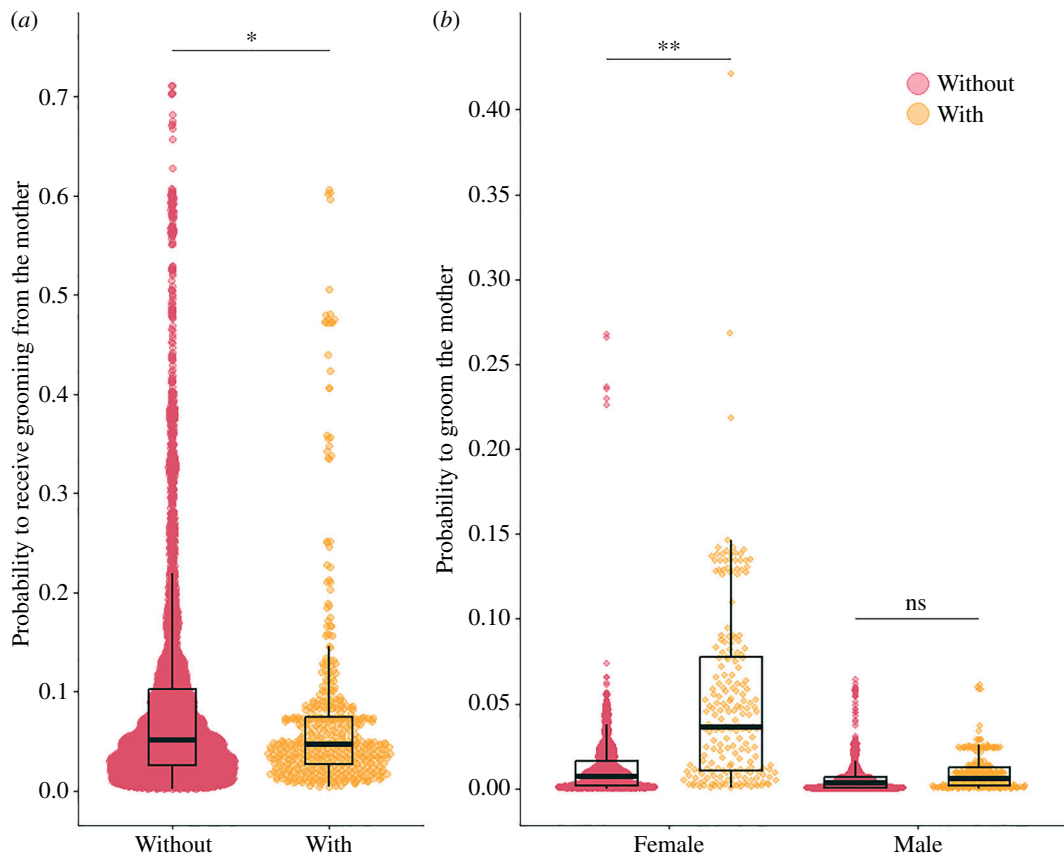 (a)
*
Probability to receive grooming from the mother
0.7
0.6
0.5
0.4
0.3
0.2
0.1
0.0
Without
With
(b)
**
Without
With
Probability to groom the mother
0.40
0.35
0.30
0.25
0.20
0.15
0.10
0.05
0.00
ns
Female
Male